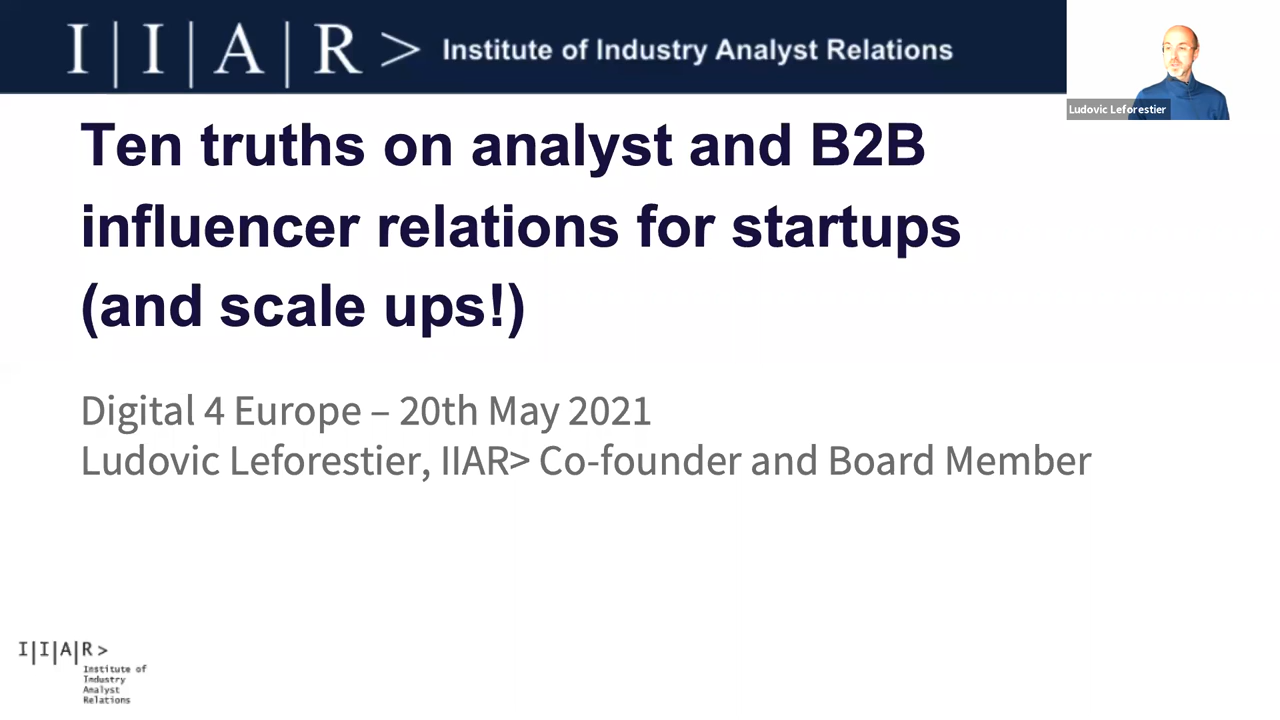 I|I|A|R> Institute of Industry Analyst Relations
Ludovic Leforestier
Ten truths on analyst and B2B
influencer relations for startups
(and scale ups!)
Digital 4 Europe – 20th May 2021
Ludovic Leforestier, IIAR> Co-founder and Board Member
I|I|A|R>
Institute of
Industry
Analyst
Relations